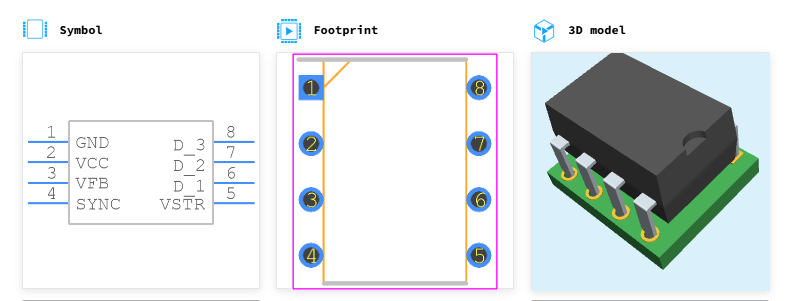 Symbol
Footprint
3D model
1 GND D_3 8
2 VCC D_2 7
3 VFB D_1 6
4 SYNC VSTR 5
1 8
2 7
3 6
4 5